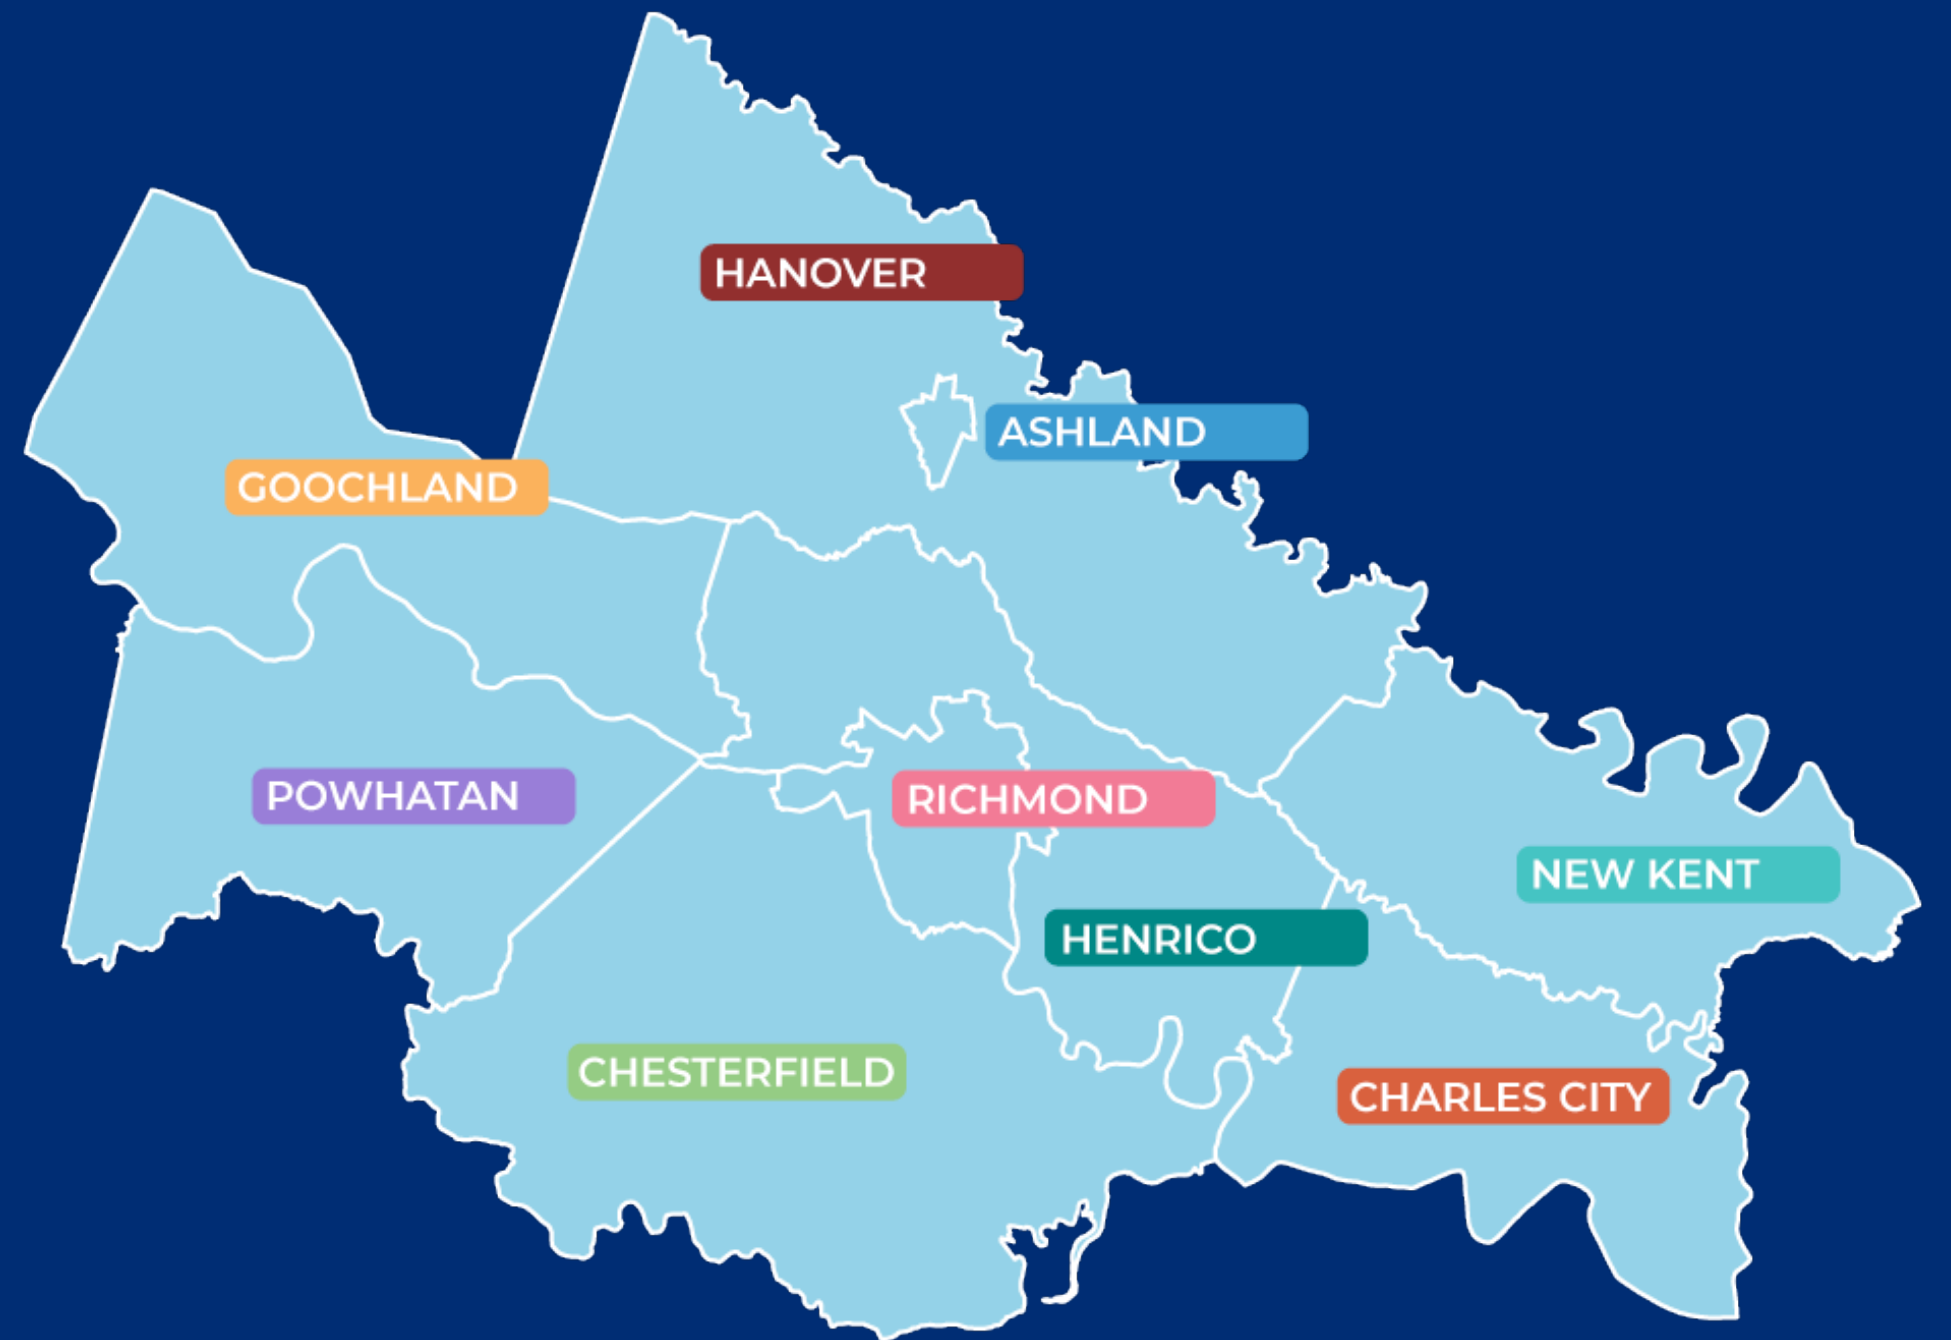 HANOVER
ASHLAND
GOOCHLAND
POWHATAN
RICHMOND
NEW KENT
HENRICO
CHESTERFIELD
CHARLES CITY